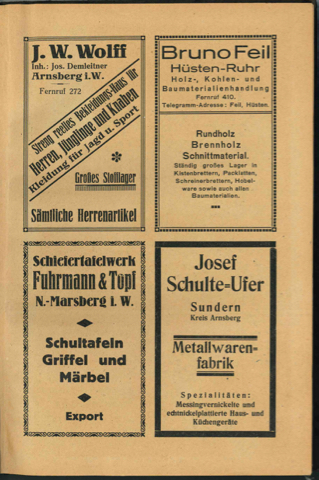 J. W. Wolff
Inh.: Jos. Demleitner
Arnsberg i.W.
Fernruf 272
Streng reelles Bekleidungs-Haus für
Herren, Jünglinge und Knaben
Kleidung für Jagd u. Sport
Großes Stofflager
Sämtliche Herrenartikel
Bruno Feil
Hüsten-Ruhr
Holz-, Kohlen- und
Baumaterialienhandlung
Fernruf 410.
Telegramm-Adresse: Feil, Hüsten.
Rundholz
Brennholz
Schnittmaterial.
Ständig großes Lager in
Kistenbrettern, Packlatten,
Schreinerbrettern, Hobel-
ware sowie auch allen
Baumaterialien.
Schiefertafelwerk
Fuhrmann & Topf
N.-Marsberg i. W.
Schultafeln
Griffel und
Märbel
Export
Josef
Schulte-Ufer
Sundern
Kreis Arnsberg
Metallwaren-
fabrik
Spezialitäten:
Messingvernickelte und
echtnickelplattierte Haus- und
Küchengeräte